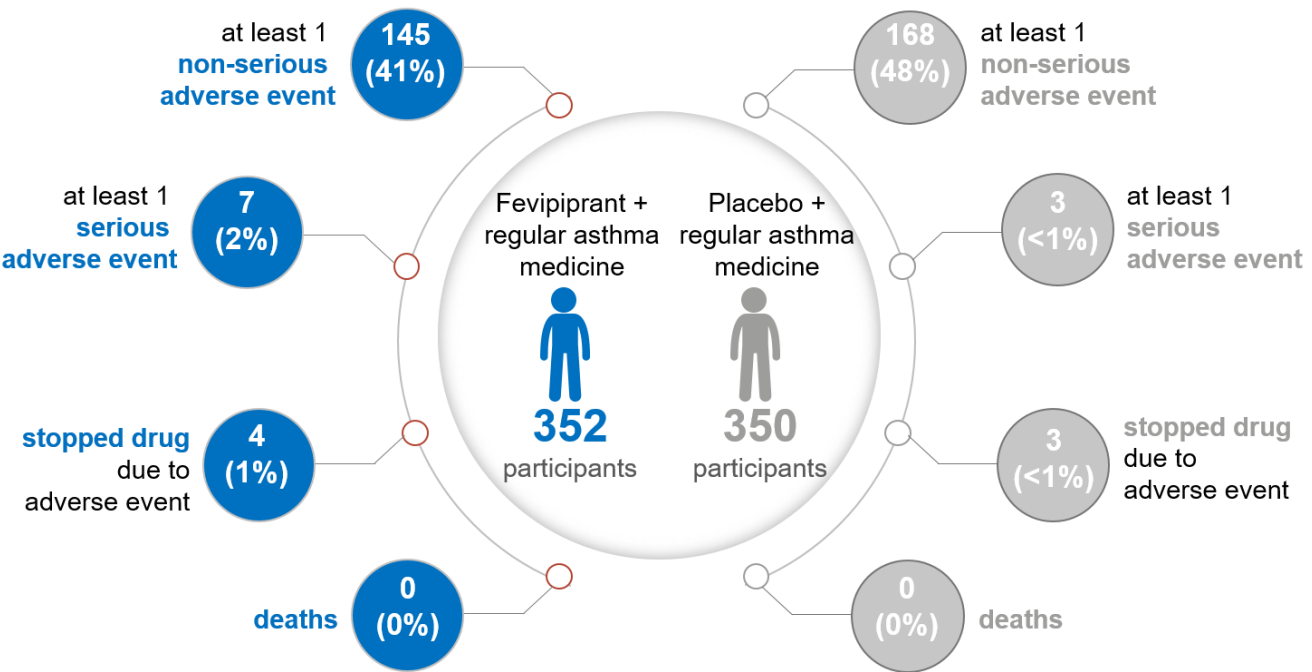 145
(41%)
at least 1
non-serious
adverse event
7
(2%)
at least 1
serious
adverse event
4
(1%)
stopped drug
due to
adverse event
0
(0%)
deaths
Fevipiprant +
regular asthma
medicine
352
participants
Placebo +
regular asthma
medicine
350
participants
168
(48%)
at least 1
non-serious
adverse event
3
(<1%)
at least 1
serious
adverse event
3
(<1%)
stopped drug
due to
adverse event
0
(0%)
deaths